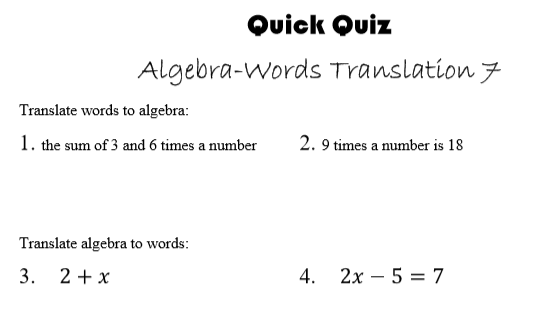 Quick Quiz
Algebra-Words Translation 7
Translate words to algebra:
1. the sum of 3 and 6 times a number
2. 9 times a number is 18
Translate algebra to words:
3. 2 + x
4. 2x − 5 = 7